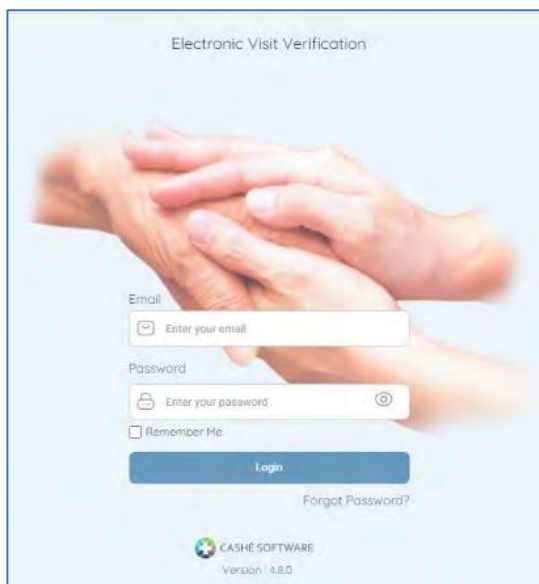 Electronic Visit Verification
Email
Enter your email
Password
Enter your password
Remember Me
Login
Forgot Password?
CASHÉ SOFTWARE
Version : 4.8.0